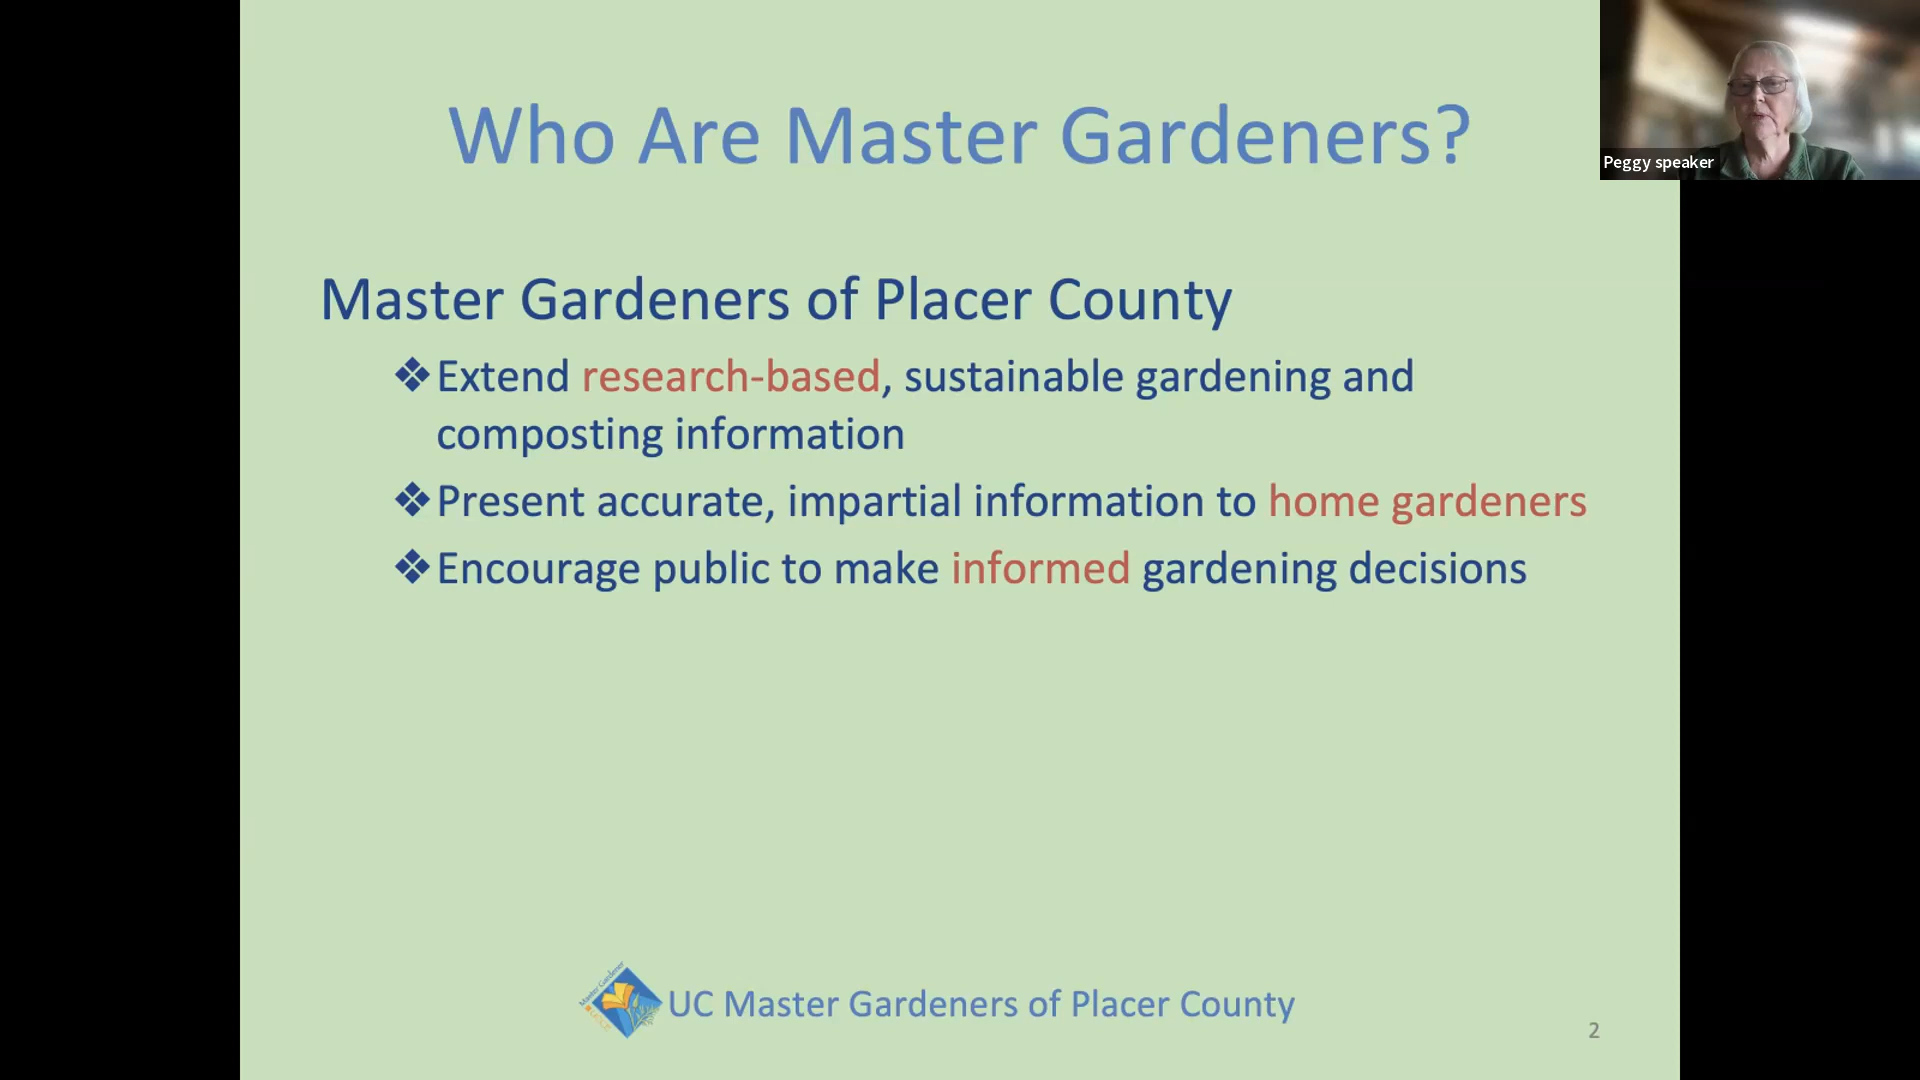 Who Are Master Gardeners?
Peggy speaker
Master Gardeners of Placer County
❖Extend research-based, sustainable gardening and
composting information
❖Present accurate, impartial information to home gardeners
❖Encourage public to make informed gardening decisions
Master Gardener
UC Master Gardeners of Placer County
2